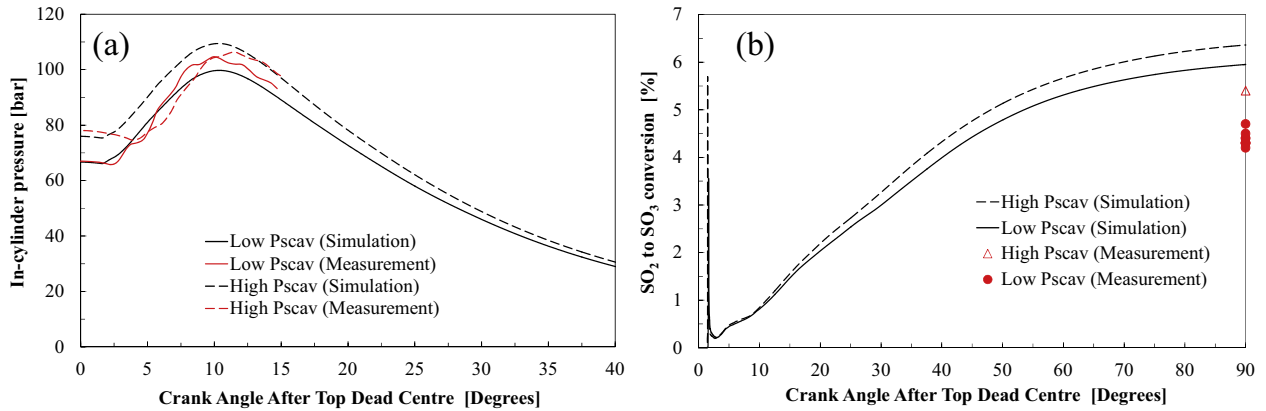 (a)
In-cylinder pressure [bar]
140
120
100
80
60
40
20
0
Low Pscav (Simulation)
Low Pscav (Measurement)
High Pscav (Simulation)
High Pscav (Measurement)
0 5 10 15 20 25 30 35 40
Crank Angle After Top Dead Centre [Degrees]
(b)
SO₂ to SO₃ conversion [%]
7
6
5
4
3
2
1
0
High Pscav (Simulation)
Low Pscav (Simulation)
High Pscav (Measurement)
Low Pscav (Measurement)
0 10 20 30 40 50 60 70 80 90
Crank Angle After Top Dead Centre [Degrees]